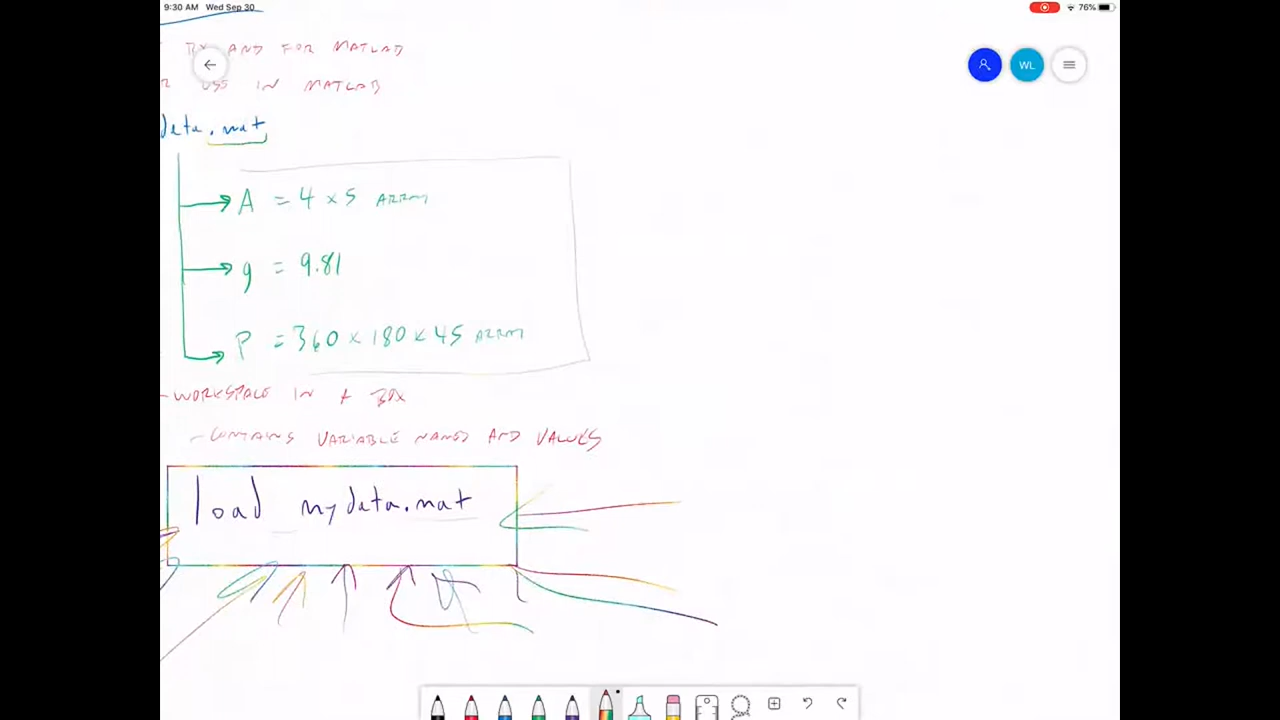 9:30 AM Wed Sep 30
76%
BY AND FOR MATLAB
WL
R USE IN MATLAB
data.mat
A = 4 x 5 ARRAY
g = 9.81
P = 360 x 180 x 45 ARRAY
- WORKSPACE IN A BOX
- CONTAINS VARIABLE NAMES AND VALUES
load mydata.mat